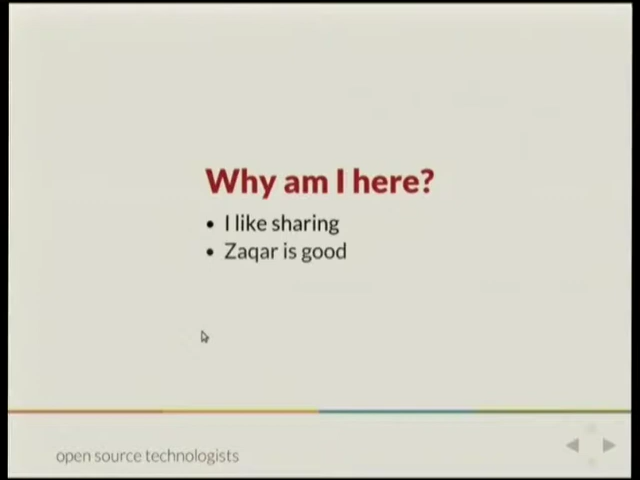 Why am I here?
• I like sharing
• Zaqar is good
open source technologists